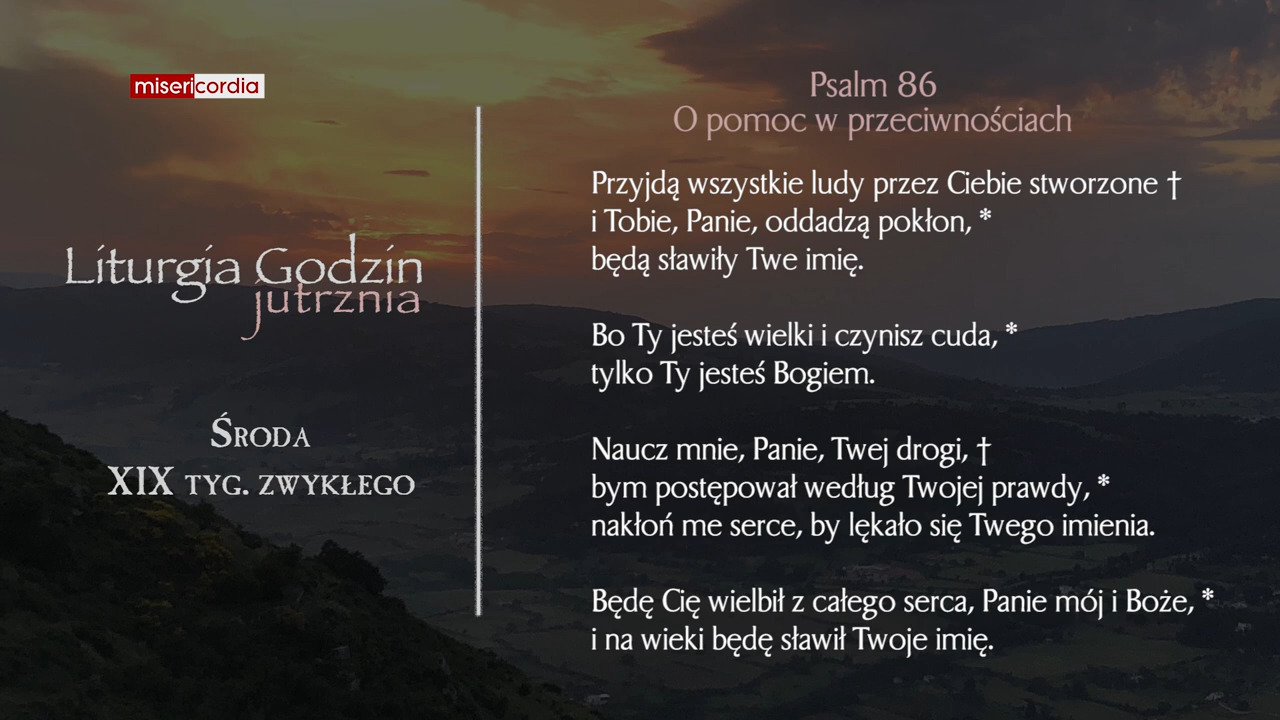 misericordia
Liturgia Godzin
jutrznia
Środa
XIX tyg. zwykłego
Psalm 86
O pomoc w przeciwnościach
Przyjdą wszystkie ludy przez Ciebie stworzone †
i Tobie, Panie, oddadzą pokłon, *
będą sławiły Twe imię.
Bo Ty jesteś wielki i czynisz cuda, *
tylko Ty jesteś Bogiem.
Naucz mnie, Panie, Twej drogi, †
bym postępował według Twojej prawdy, *
nakłoń me serce, by lękało się Twego imienia.
Będę Cię wielbił z całego serca, Panie mój i Boże, *
i na wieki będę sławił Twoje imię.